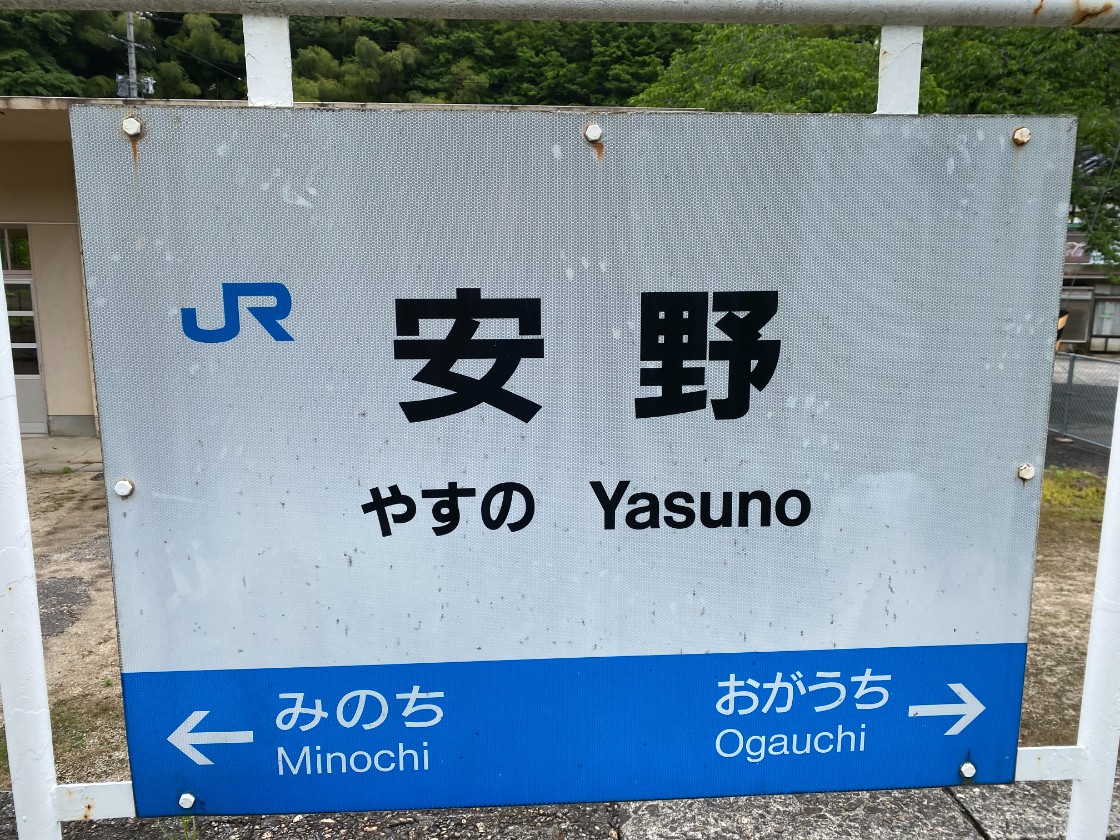 JR 安野
やすの Yasuno
← みのち おがうち →
Minochi Ogauchi